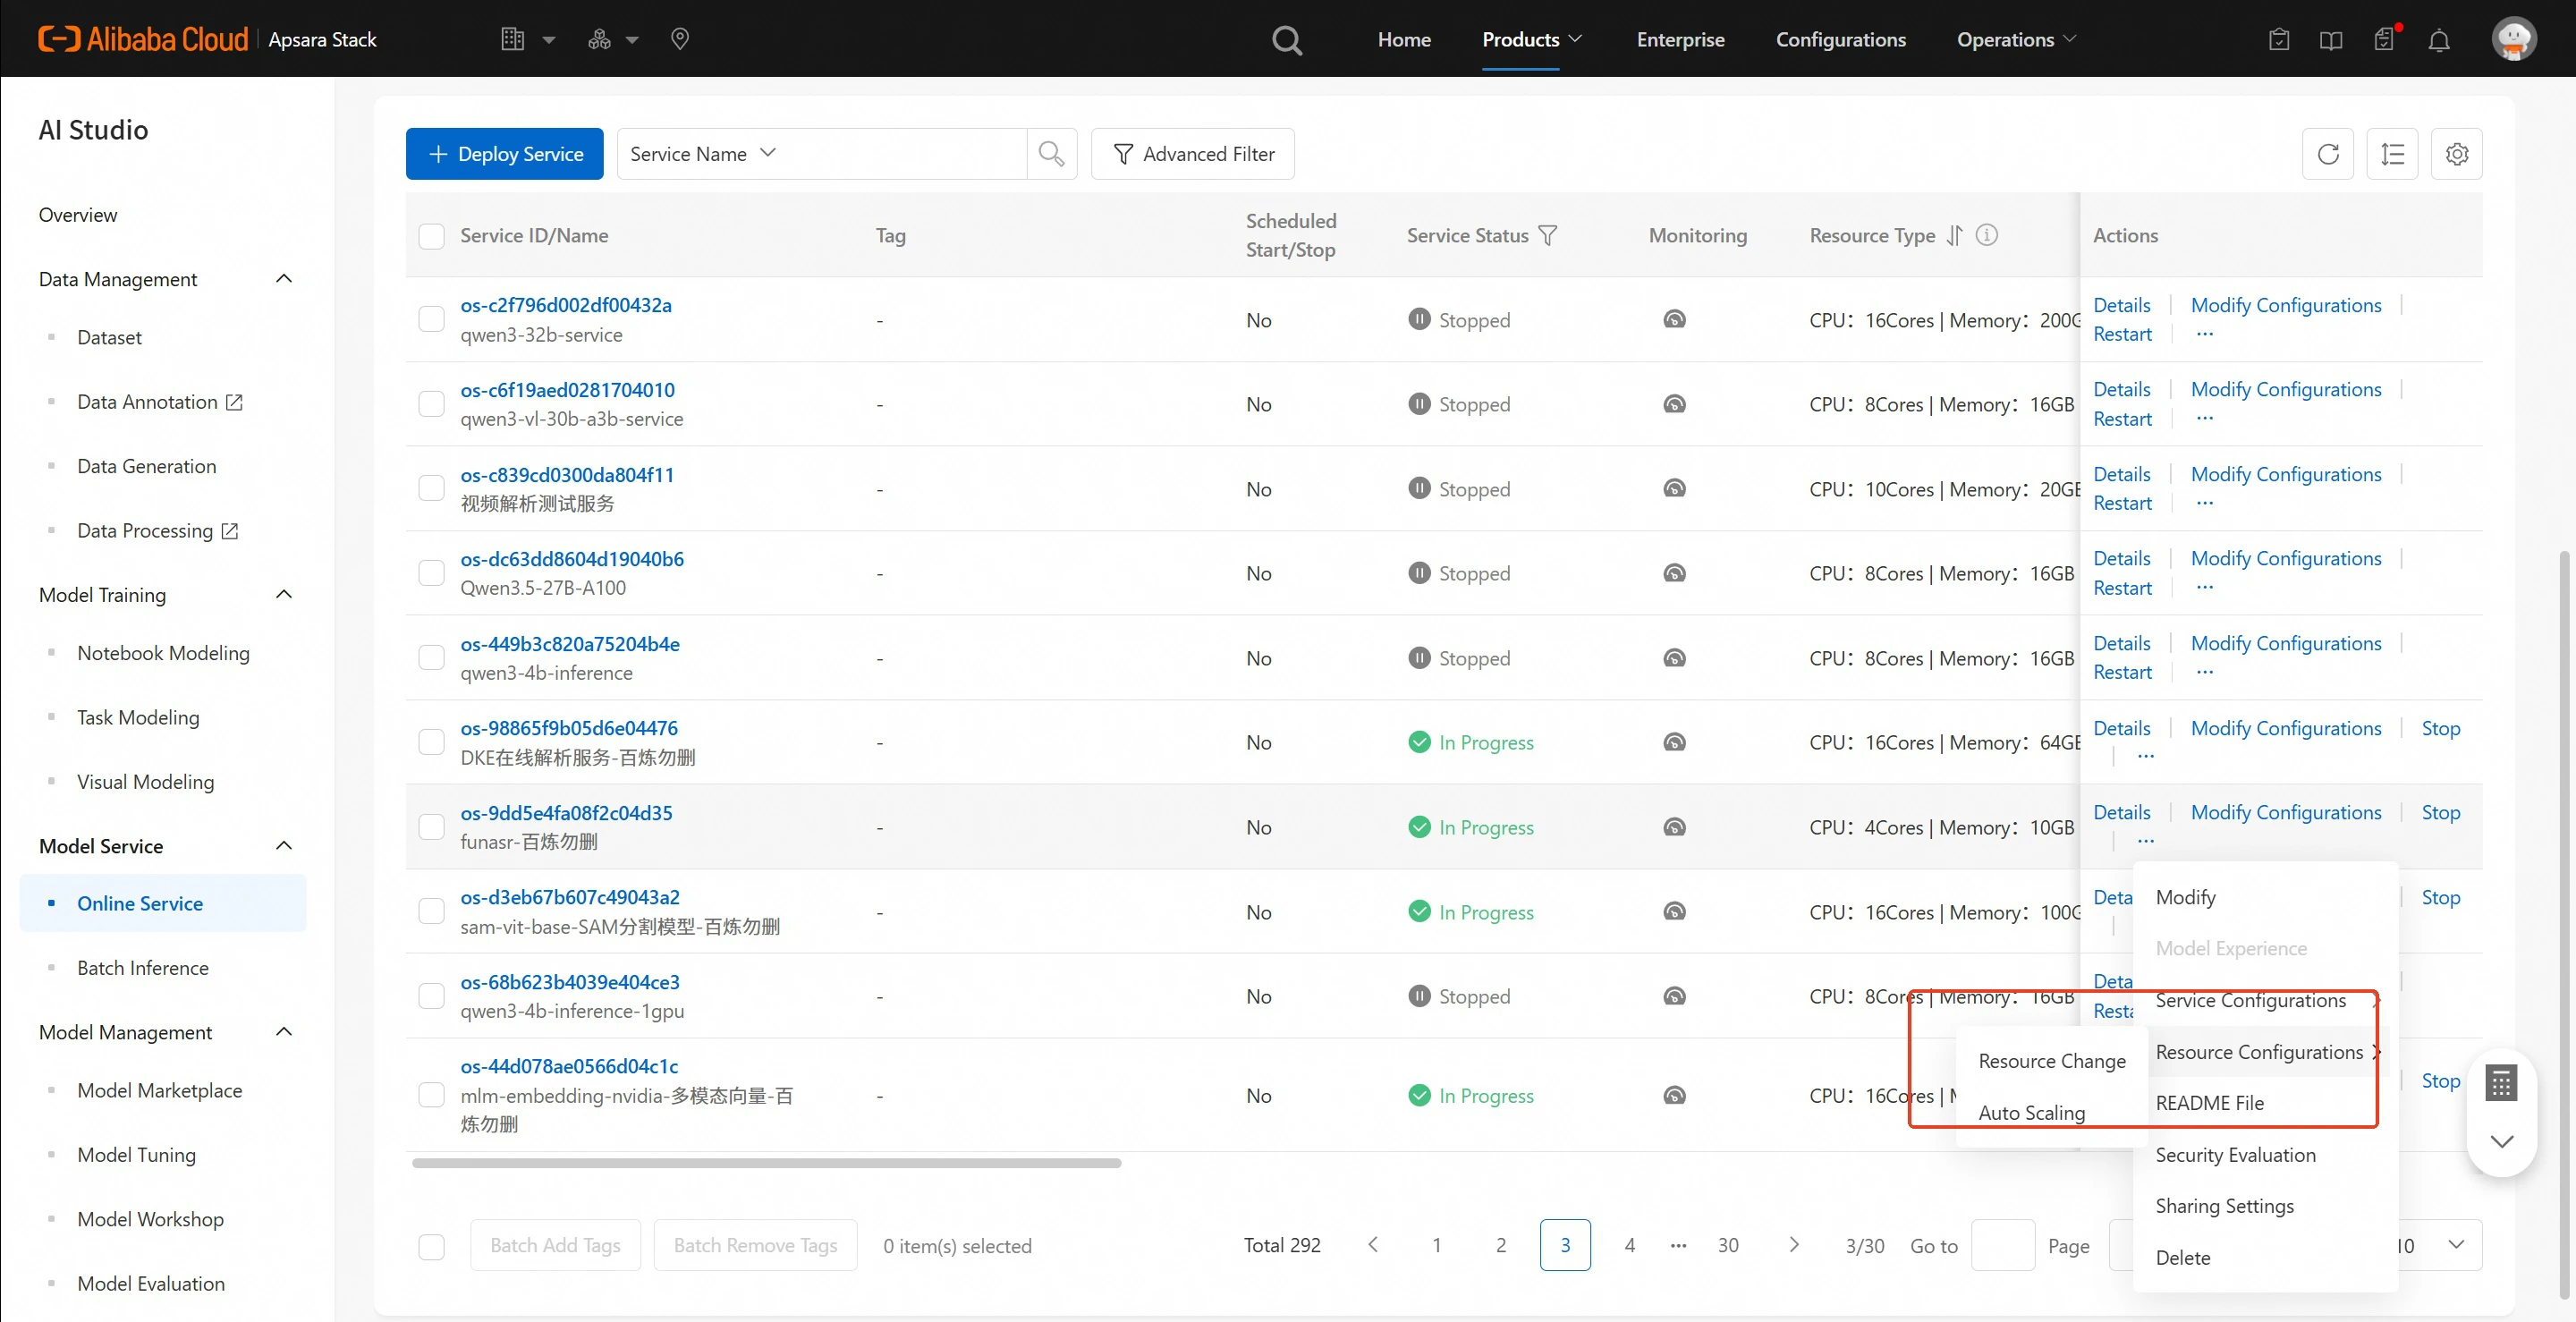 Alibaba Cloud | Apsara Stack
Home
Products
Enterprise
Configurations
Operations
AI Studio
Overview
Data Management
Dataset
Data Annotation
Data Generation
Data Processing
Model Training
Notebook Modeling
Task Modeling
Visual Modeling
Model Service
Online Service
Batch Inference
Model Management
Model Marketplace
Model Tuning
Model Workshop
Model Evaluation
Deploy Service
Service Name
Advanced Filter
Service ID/Name
Tag
Scheduled
Start/Stop
Service Status
Monitoring
Resource Type
Actions
os-c2f796d002df00432a
qwen3-32b-service
-
No
Stopped
CPU：16Cores | Memory：200G
Details
Modify Configurations
Restart
...
os-c6f19aed0281704010
qwen3-vl-30b-a3b-service
-
No
Stopped
CPU：8Cores | Memory：16GB
Details
Modify Configurations
Restart
...
os-c839cd0300da804f11
视频解析测试服务
-
No
Stopped
CPU：10Cores | Memory：20GB
Details
Modify Configurations
Restart
...
os-dc63dd8604d19040b6
Qwen3.5-27B-A100
-
No
Stopped
CPU：8Cores | Memory：16GB
Details
Modify Configurations
Restart
...
os-449b3c820a75204b4e
qwen3-4b-inference
-
No
Stopped
CPU：8Cores | Memory：16GB
Details
Modify Configurations
Restart
...
os-98865f9b05d6e04476
DKE在线解析服务-百炼勿删
-
No
In Progress
CPU：16Cores | Memory：64GB
Details
Modify Configurations
Stop
...
os-9dd5e4fa08f2c04d35
funasr-百炼勿删
-
No
In Progress
CPU：4Cores | Memory：10GB
Details
Modify Configurations
Stop
...
os-d3eb67b607c49043a2
sam-vit-base-SAM分割模型-百炼勿删
-
No
In Progress
CPU：16Cores | Memory：100G
Deta
Stop
os-68b623b4039e404ce3
qwen3-4b-inference-1gpu
-
No
Stopped
CPU：8Cores | Memory：16GB
Deta
Resta
os-44d078ae0566d04c1c
mlm-embedding-nvidia-多模态向量-百
炼勿删
-
No
In Progress
CPU：16Cores |
Stop
Modify
Model Experience
Service Configurations
Resource Configurations
README File
Security Evaluation
Sharing Settings
Delete
Resource Change
Auto Scaling
Batch Add Tags
Batch Remove Tags
0 item(s) selected
Total 292
1
2
3
4
...
30
3/30
Go to
Page
10